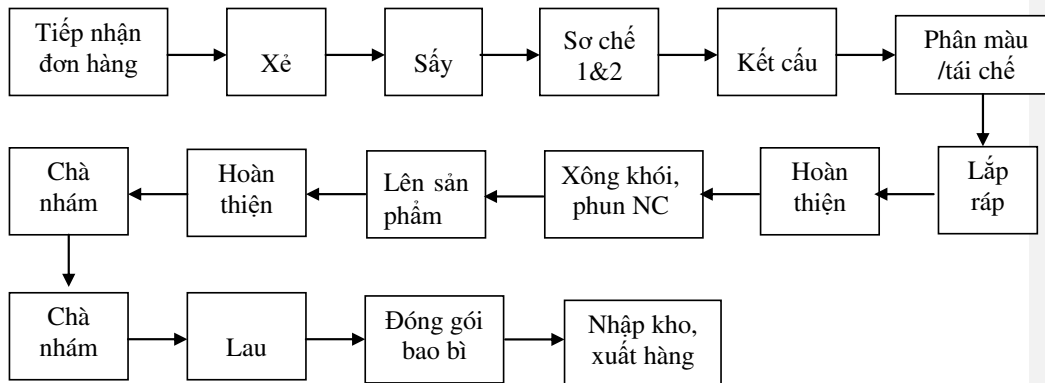 Tiếp nhận
đơn hàng
Xẻ
Sấy
Sơ chế
1&2
Kết cấu
Phân màu
/tái chế
Lắp
ráp
Hoàn
thiện
Xông khói,
phun NC
Lên sản
phẩm
Hoàn
thiện
Chà
nhám
Chà
nhám
Lau
Đóng gói
bao bì
Nhập kho,
xuất hàng